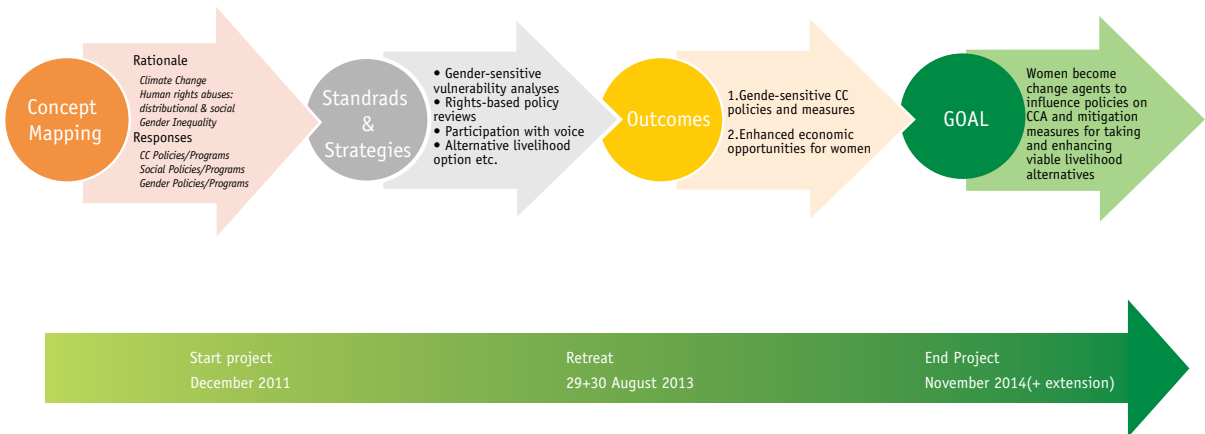 Concept
Mapping
Rationale
Climate Change
Human rights abuses:
distributional & social
Gender Inequality
Responses
CC Policies/Programs
Social Policies/Programs
Gender Policies/Programs
Standrads
&
Strategies
• Gender-sensitive
vulnerability analyses
• Rights-based policy
reviews
• Participation with voice
• Alternative livelihood
option etc.
Outcomes
1.Gende-sensitive CC
policies and measures
2.Enhanced economic
opportunities for women
GOAL
Women become
change agents to
influence policies on
CCA and mitigation
measures for taking
and enhancing
viable livelihood
alternatives
Start project
December 2011
Retreat
29+30 August 2013
End Project
November 2014(+ extension)